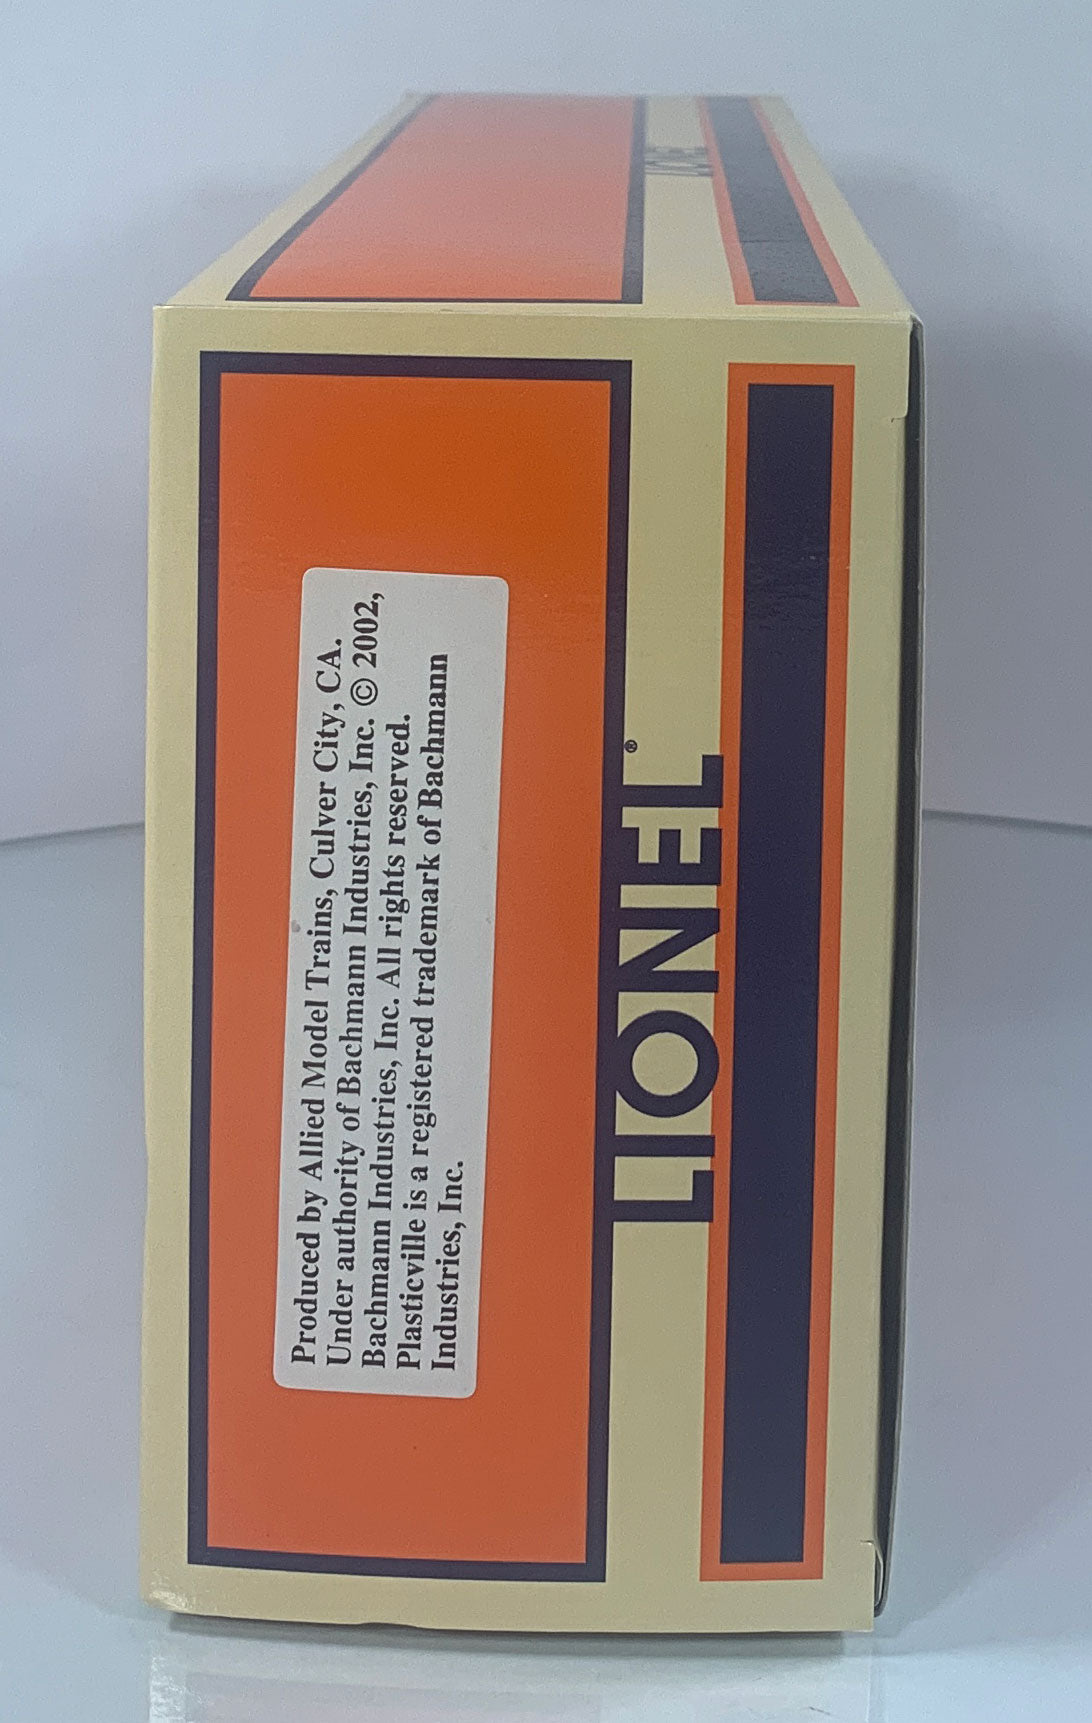 Produced by Allied Model Trains, Culver City, CA.
Under authority of Bachmann Industries, Inc. © 2002,
Bachmann Industries, Inc. All rights reserved.
Plasticville is a registered trademark of Bachmann
Industries, Inc.
LIONEL®